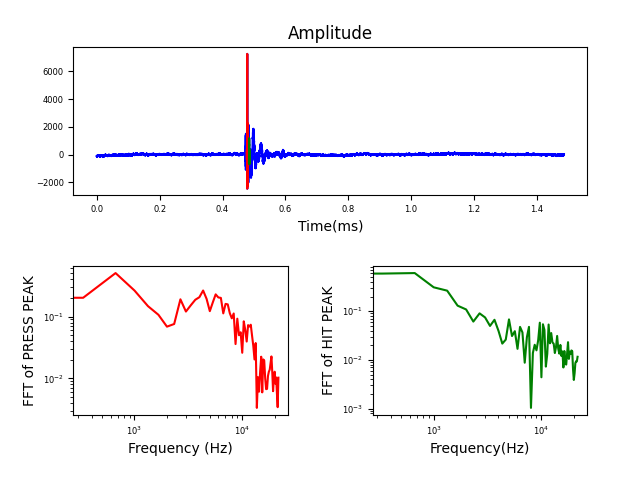 Amplitude
6000
4000
2000
0
−2000
0.0 0.2 0.4 0.6 0.8 1.0 1.2 1.4
Time(ms)
FFT of PRESS PEAK
10⁻¹
10⁻²
10³ 10⁴
Frequency (Hz)
FFT of HIT PEAK
10⁻¹
10⁻²
10⁻³
10³ 10⁴
Frequency(Hz)